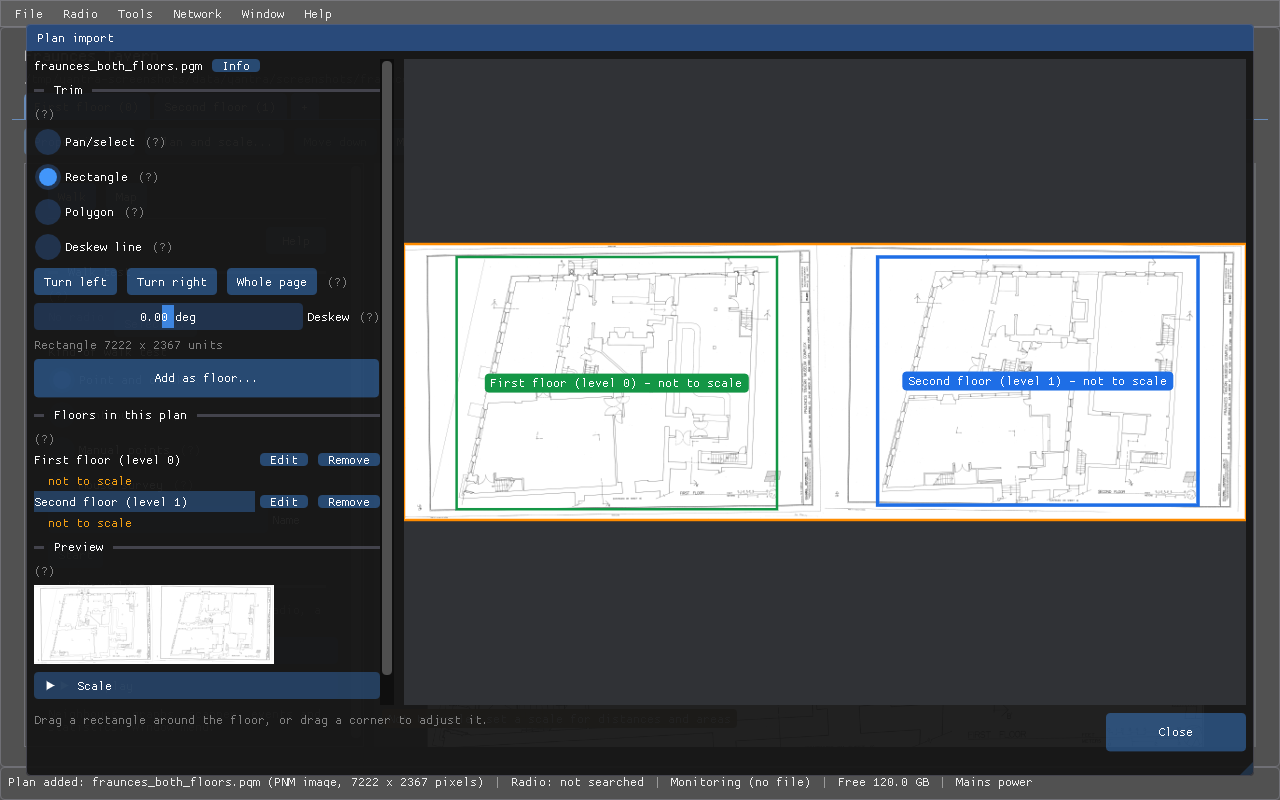 File Radio Tools Network Window Help
Plan import
fraunces_both_floors.pgm Info
Trim
(?)
Pan/select (?)
Rectangle (?)
Polygon (?)
Deskew line (?)
Turn left Turn right Whole page (?)
0.00 deg Deskew (?)
Rectangle 7222 x 2367 units
Add as floor...
Floors in this plan
(?)
First floor (level 0) Edit Remove
not to scale
Second floor (level 1) Edit Remove
not to scale
Preview
(?)
Scale
First floor (level 0) - not to scale
Second floor (level 1) - not to scale
FIRST FLOOR
SECOND FLOOR
Drag a rectangle around the floor, or drag a corner to adjust it.
Close
Plan added: fraunces_both_floors.pgm (PNM image, 7222 x 2367 pixels) | Radio: not searched | Monitoring (no file) | Free 120.0 GB | Mains power